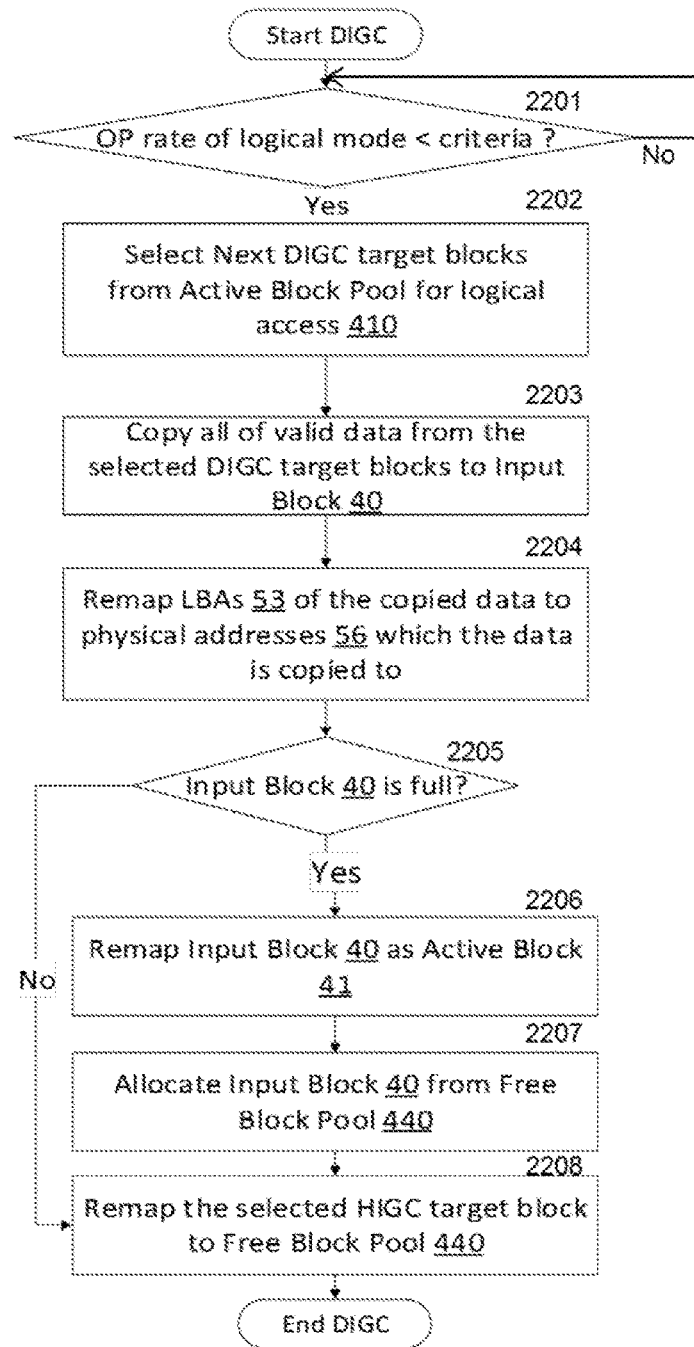 Start DIGC
2201
OP rate of logical mode < criteria ?
No
Yes
2202
Select Next DIGC target blocks
from Active Block Pool for logical
access 410
2203
Copy all of valid data from the
selected DIGC target blocks to Input
Block 40
2204
Remap LBAs 53 of the copied data to
physical addresses 56 which the data
is copied to
2205
Input Block 40 is full?
Yes
2206
Remap Input Block 40 as Active Block
41
No
2207
Allocate Input Block 40 from Free
Block Pool 440
2208
Remap the selected HIGC target block
to Free Block Pool 440
End DIGC